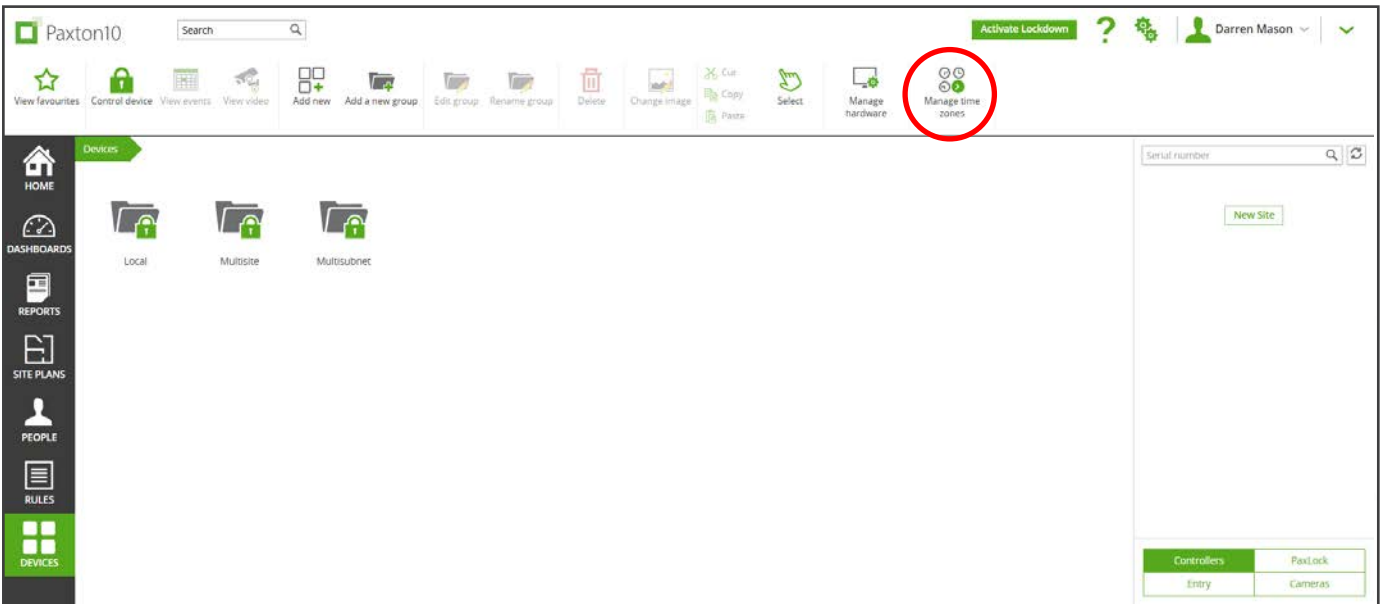 Paxton10
Search
Activate Lockdown
?
Darren Mason
View favourites
Control device
View events
View video
Add new
Add a new group
Edit group
Rename group
Delete
Change image
Cut
Copy
Paste
Select
Manage
hardware
Manage time
zones
HOME
DASHBOARDS
REPORTS
SITE PLANS
PEOPLE
RULES
DEVICES
Devices
Local
Multisite
Multisubnet
Serial number
New Site
Controllers
PaxLock
Entry
Cameras